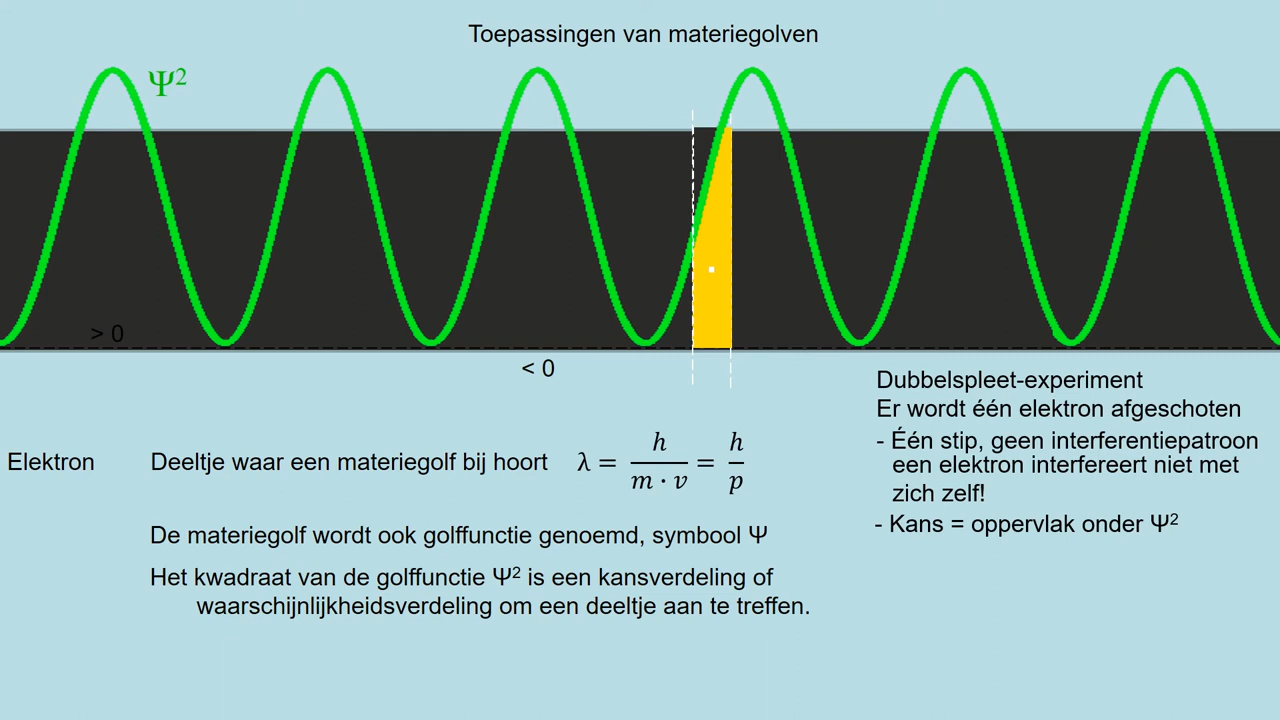 Toepassingen van materiegolven
Ψ²
> 0
< 0
Dubbelspleet-experiment
Er wordt één elektron afgeschoten
- Één stip, geen interferentiepatroon
een elektron interfereert niet met
zich zelf!
- Kans = oppervlak onder Ψ²
Elektron
Deeltje waar een materiegolf bij hoort λ = h / (m · v) = h / p
De materiegolf wordt ook golffunctie genoemd, symbool Ψ
Het kwadraat van de golffunctie Ψ² is een kansverdeling of
waarschijnlijkheidsverdeling om een deeltje aan te treffen.